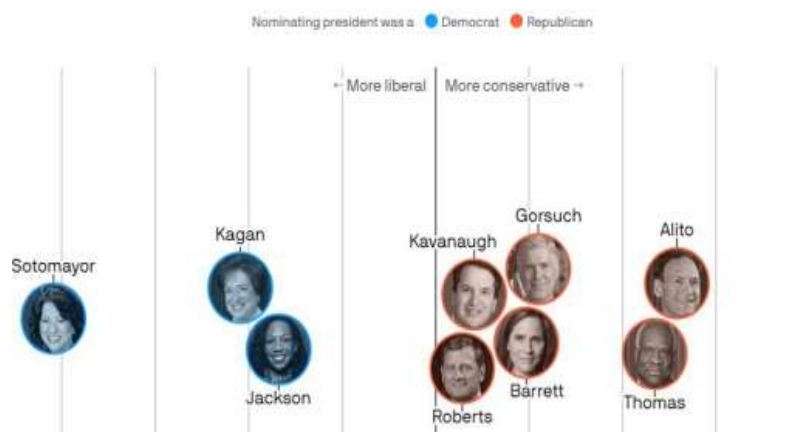 Nominating president was a Democrat Republican
← More liberal More conservative →
Gorsuch
Kagan
Alito
Kavanaugh
Sotomayor
Barrett
Jackson
Thomas
Roberts